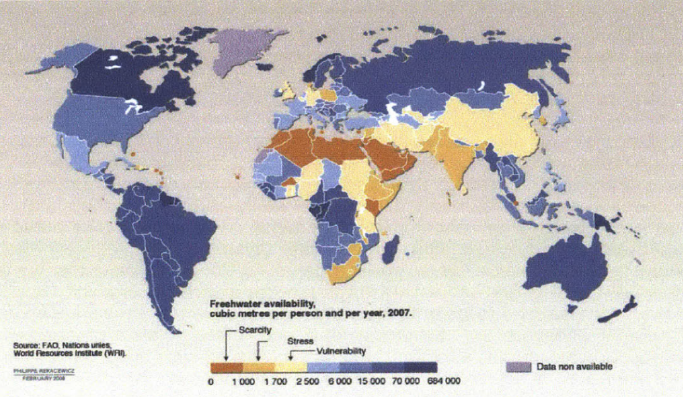 Freshwater availability,
cubic metres per person and per year, 2007.
Scarcity
Stress
Vulnerability
0 1 000 1 700 2 500 6 000 15 000 70 000 684 000
Data non available
Source: FAO, Nations unies,
World Resources Institute (WRI).
PHILIPPE REKACEWICZ
FEBRUARY 2008